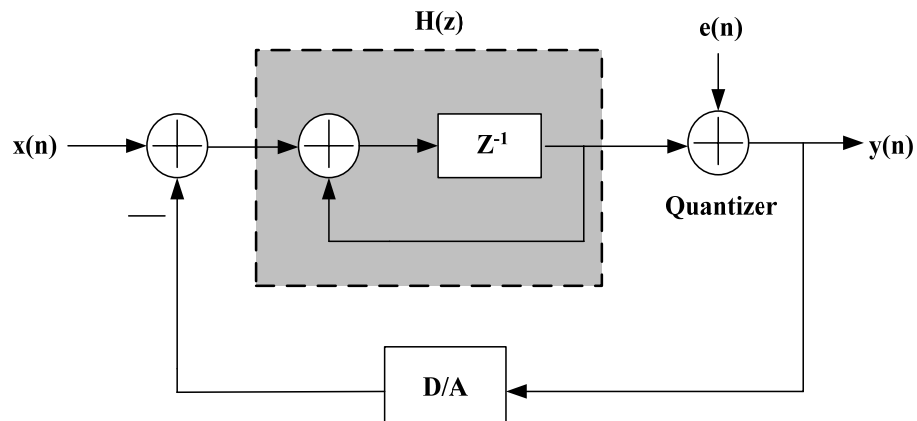 H(z)
e(n)
x(n)
Z⁻¹
y(n)
Quantizer
D/A